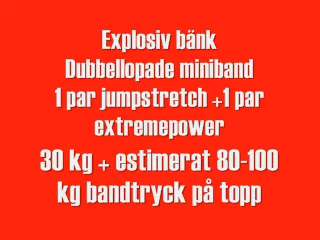 Explosiv bänk
Dubbellopade miniband
1 par jumpstretch +1 par
extremepower
30 kg + estimerat 80-100
kg bandtryck på topp